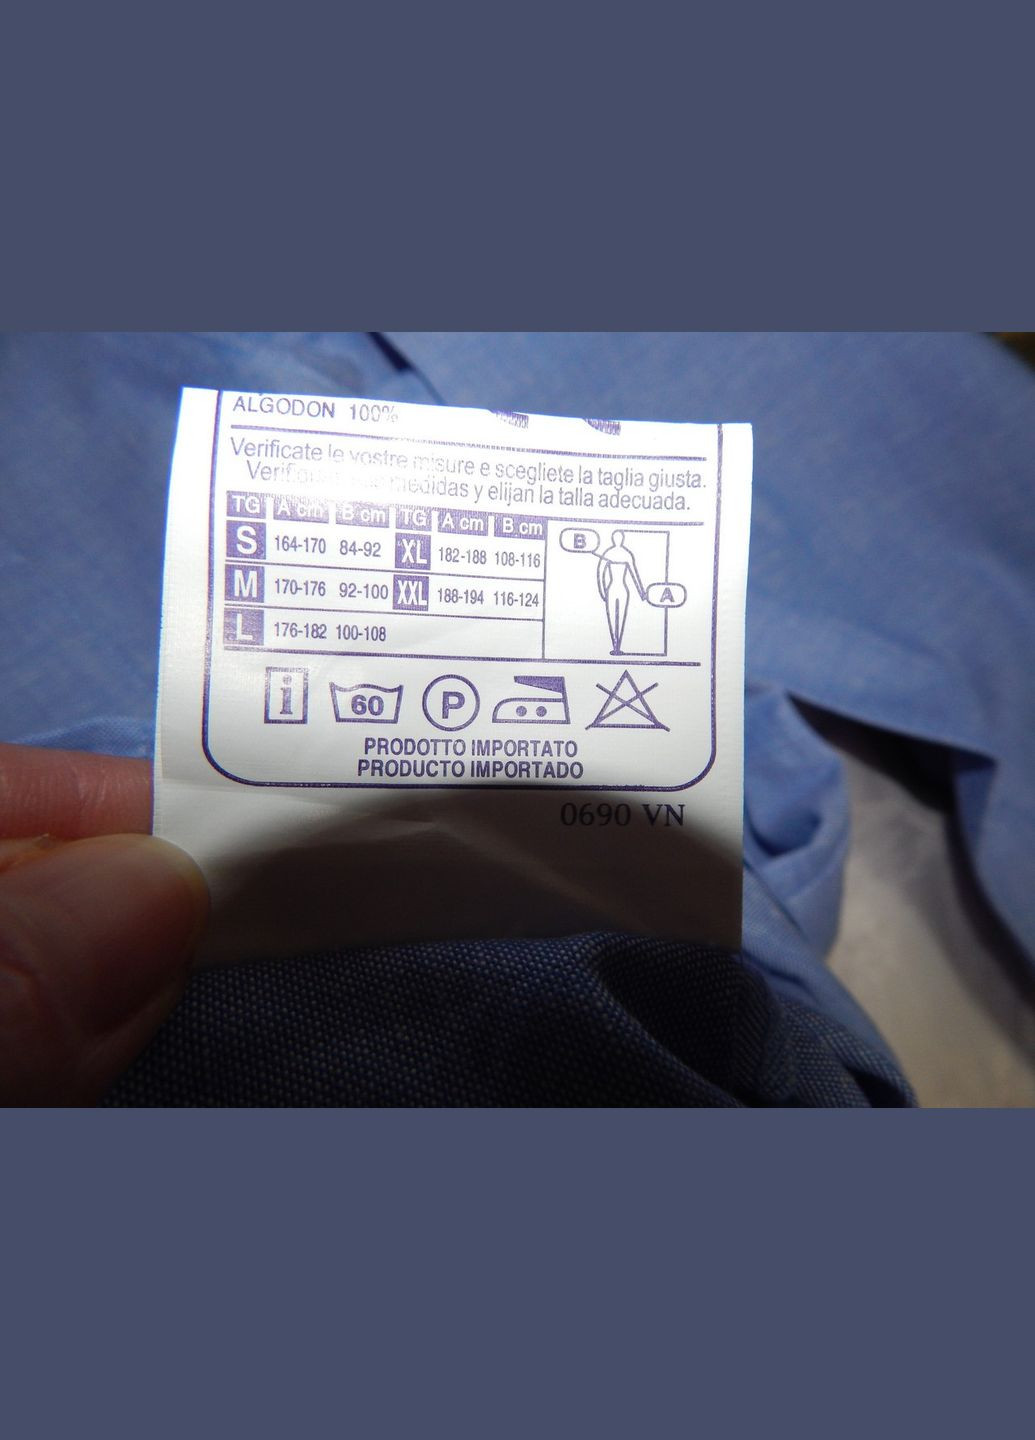 ALGODON 100%
Verificate le vostre misure e scegliete la taglia giusta.
medidas y elijan la talla adecuada.
TG A cm B cm TG A cm B cm
S 164-170 84-92 XL 182-188 108-116
M 170-176 92-100 XXL 188-194 116-124
L 176-182 100-108
B
A
i 60 P
PRODOTTO IMPORTATO
PRODUCTO IMPORTADO
0690 VN